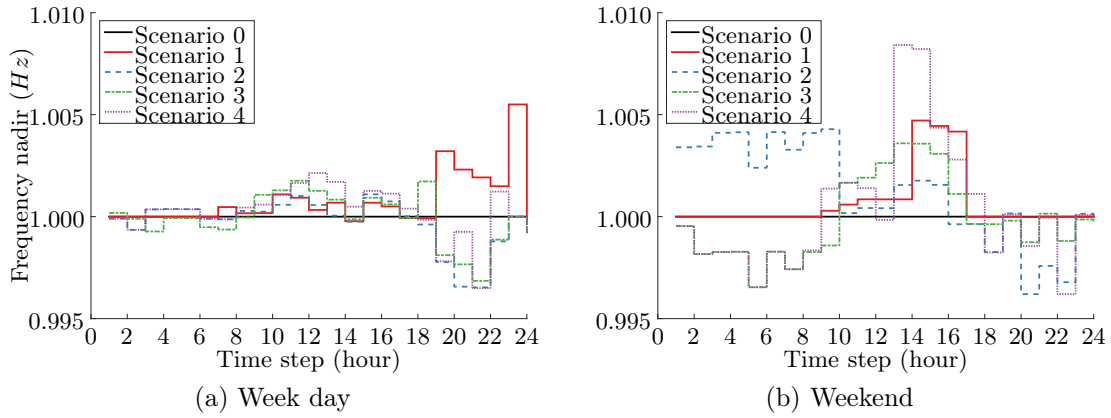 1.010
1.005
1.000
0.995
Frequency nadir (Hz)
Scenario 0
Scenario 1
Scenario 2
Scenario 3
Scenario 4
0 2 4 6 8 10 12 14 16 18 20 22 24
Time step (hour)
(a) Week day
1.010
1.005
1.000
0.995
Scenario 0
Scenario 1
Scenario 2
Scenario 3
Scenario 4
0 2 4 6 8 10 12 14 16 18 20 22 24
Time step (hour)
(b) Weekend